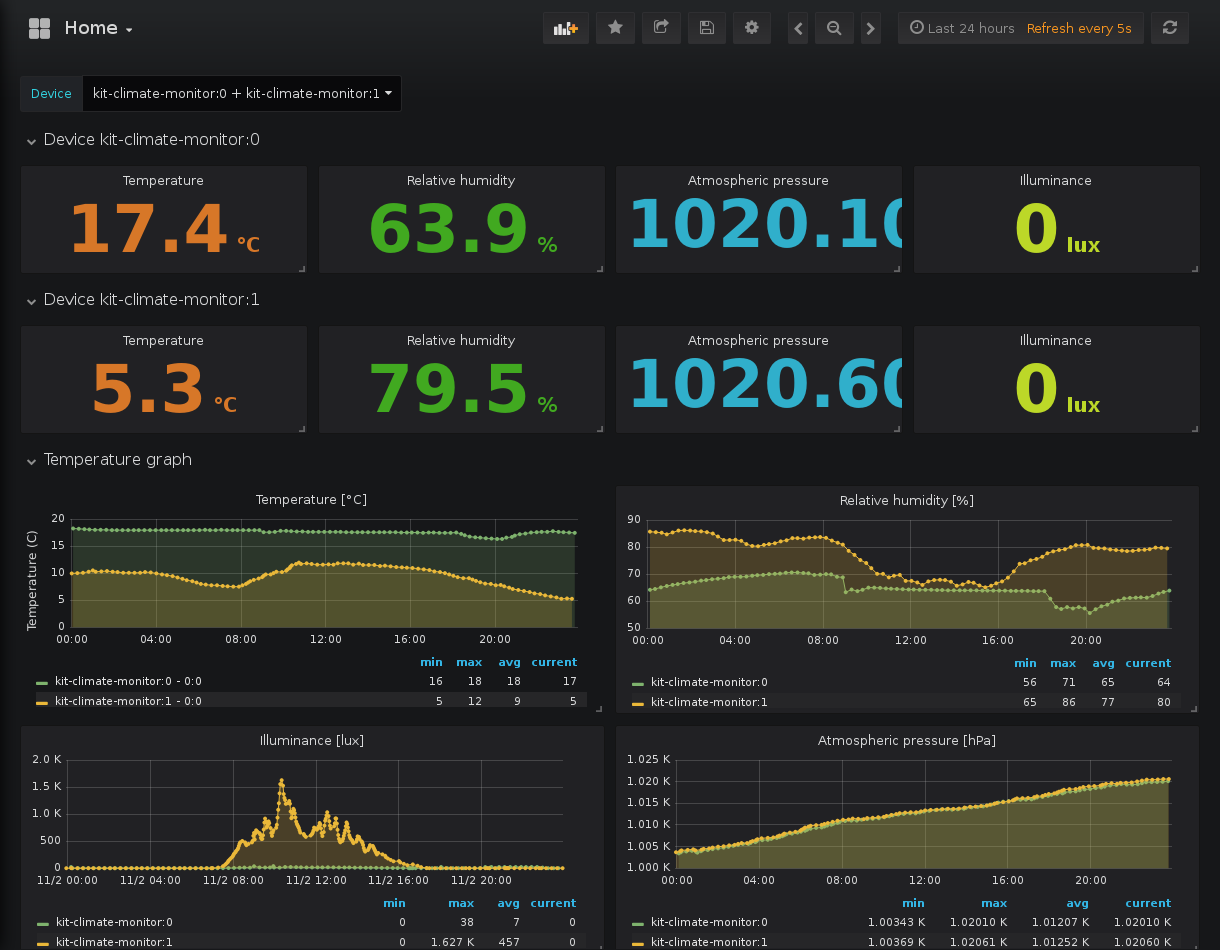 Home
Last 24 hours Refresh every 5s
Device kit-climate-monitor:0 + kit-climate-monitor:1
Device kit-climate-monitor:0
Temperature Relative humidity Atmospheric pressure Illuminance
17.4 °C 63.9 % 1020.10 0 lux
Device kit-climate-monitor:1
Temperature Relative humidity Atmospheric pressure Illuminance
5.3 °C 79.5 % 1020.60 0 lux
Temperature graph
Temperature [°C]
Temperature (C)
20
15
10
5
0
00:00 04:00 08:00 12:00 16:00 20:00
min max avg current
kit-climate-monitor:0 - 0:0 16 18 18 17
kit-climate-monitor:1 - 0:0 5 12 9 5
Relative humidity [%]
90
80
70
60
50
00:00 04:00 08:00 12:00 16:00 20:00
min max avg current
kit-climate-monitor:0 56 71 65 64
kit-climate-monitor:1 65 86 77 80
Illuminance [lux]
2.0 K
1.5 K
1.0 K
500
0
11/2 00:00 11/2 04:00 11/2 08:00 11/2 12:00 11/2 16:00 11/2 20:00
min max avg current
kit-climate-monitor:0 0 38 7 0
kit-climate-monitor:1 0 1.627 K 457 0
Atmospheric pressure [hPa]
1.025 K
1.020 K
1.015 K
1.010 K
1.005 K
1.000 K
00:00 04:00 08:00 12:00 16:00 20:00
min max avg current
kit-climate-monitor:0 1.00343 K 1.02010 K 1.01207 K 1.02010 K
kit-climate-monitor:1 1.00369 K 1.02061 K 1.01252 K 1.02060 K